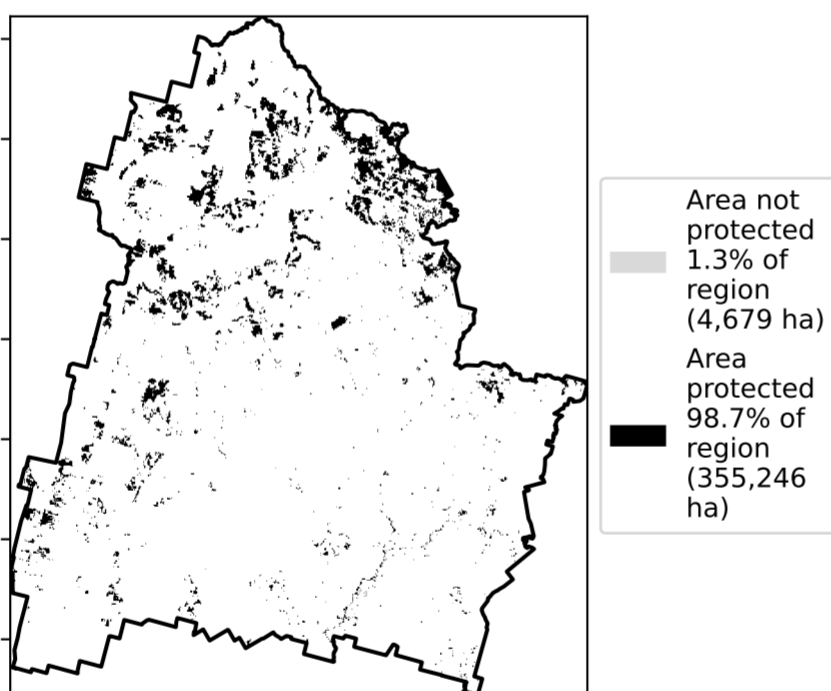 Area not
protected
1.3% of
region
(4,679 ha)
Area
protected
98.7% of
region
(355,246
ha)